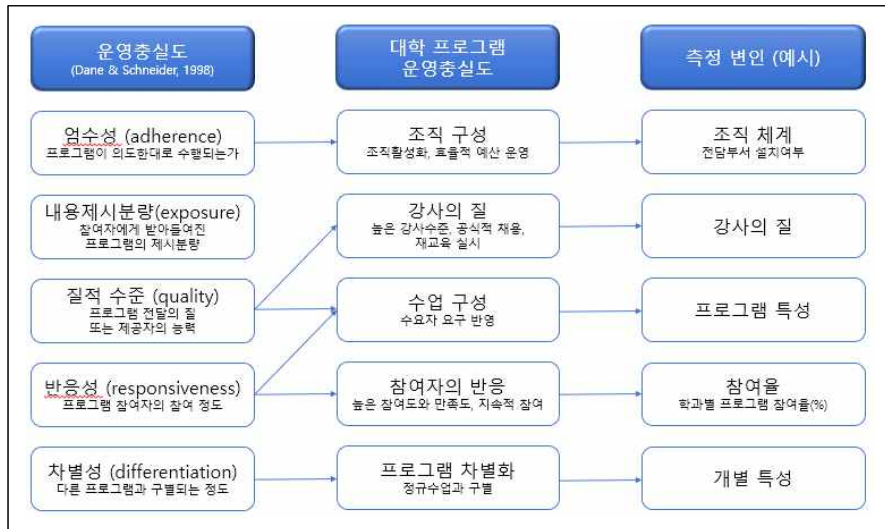 운영충실도
(Dane & Schneider, 1998)
대학 프로그램
운영충실도
측정 변인 (예시)
엄수성 (adherence)
프로그램이 의도한대로 수행되는가
조직 구성
조직활성화, 효율적 예산 운영
조직 체계
전담부서 설치여부
내용제시분량(exposure)
참여자에게 받아들여진
프로그램의 제시분량
강사의 질
높은 강사수준, 공식적 채용,
재교육 실시
강사의 질
질적 수준 (quality)
프로그램 전달의 질
또는 제공자의 능력
수업 구성
수요자 요구 반영
프로그램 특성
반응성 (responsiveness)
프로그램 참여자의 참여 정도
참여자의 반응
높은 참여도와 만족도, 지속적 참여
참여율
학과별 프로그램 참여율(%)
차별성 (differentiation)
다른 프로그램과 구별되는 정도
프로그램 차별화
정규수업과 구별
개별 특성